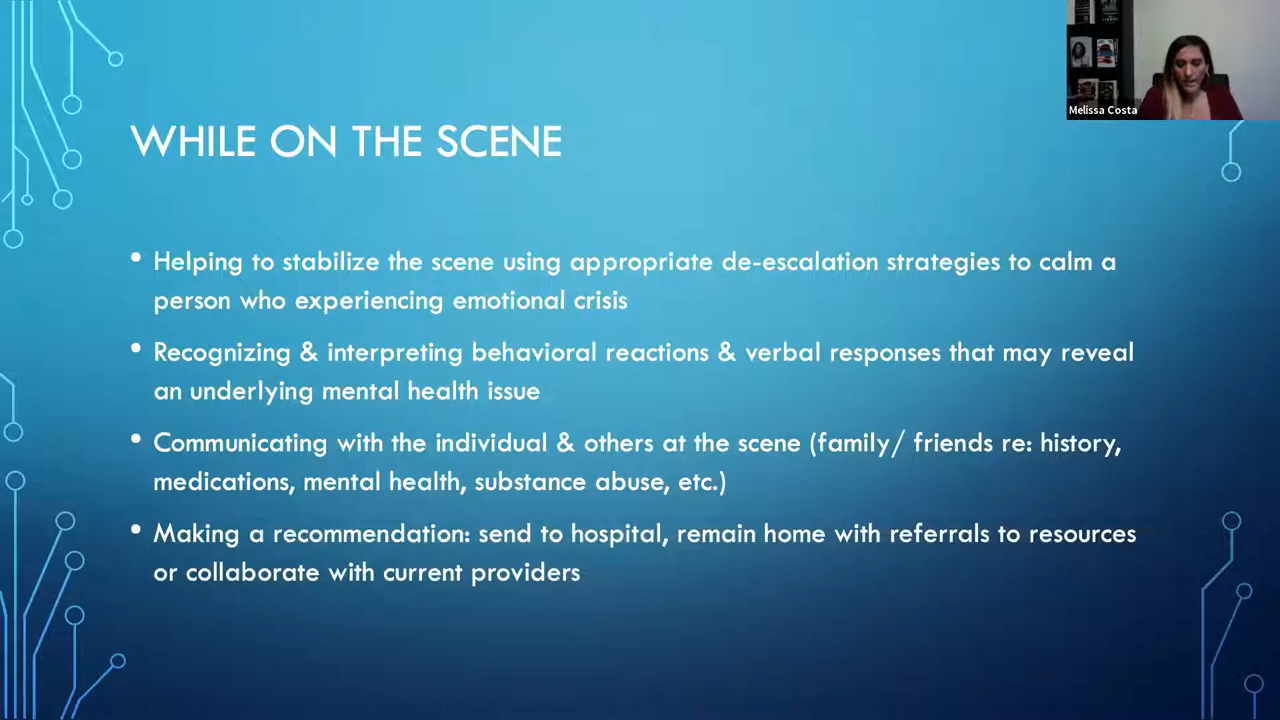 Melissa Costa
WHILE ON THE SCENE
• Helping to stabilize the scene using appropriate de-escalation strategies to calm a
person who experiencing emotional crisis
• Recognizing & interpreting behavioral reactions & verbal responses that may reveal
an underlying mental health issue
• Communicating with the individual & others at the scene (family/ friends re: history,
medications, mental health, substance abuse, etc.)
• Making a recommendation: send to hospital, remain home with referrals to resources
or collaborate with current providers